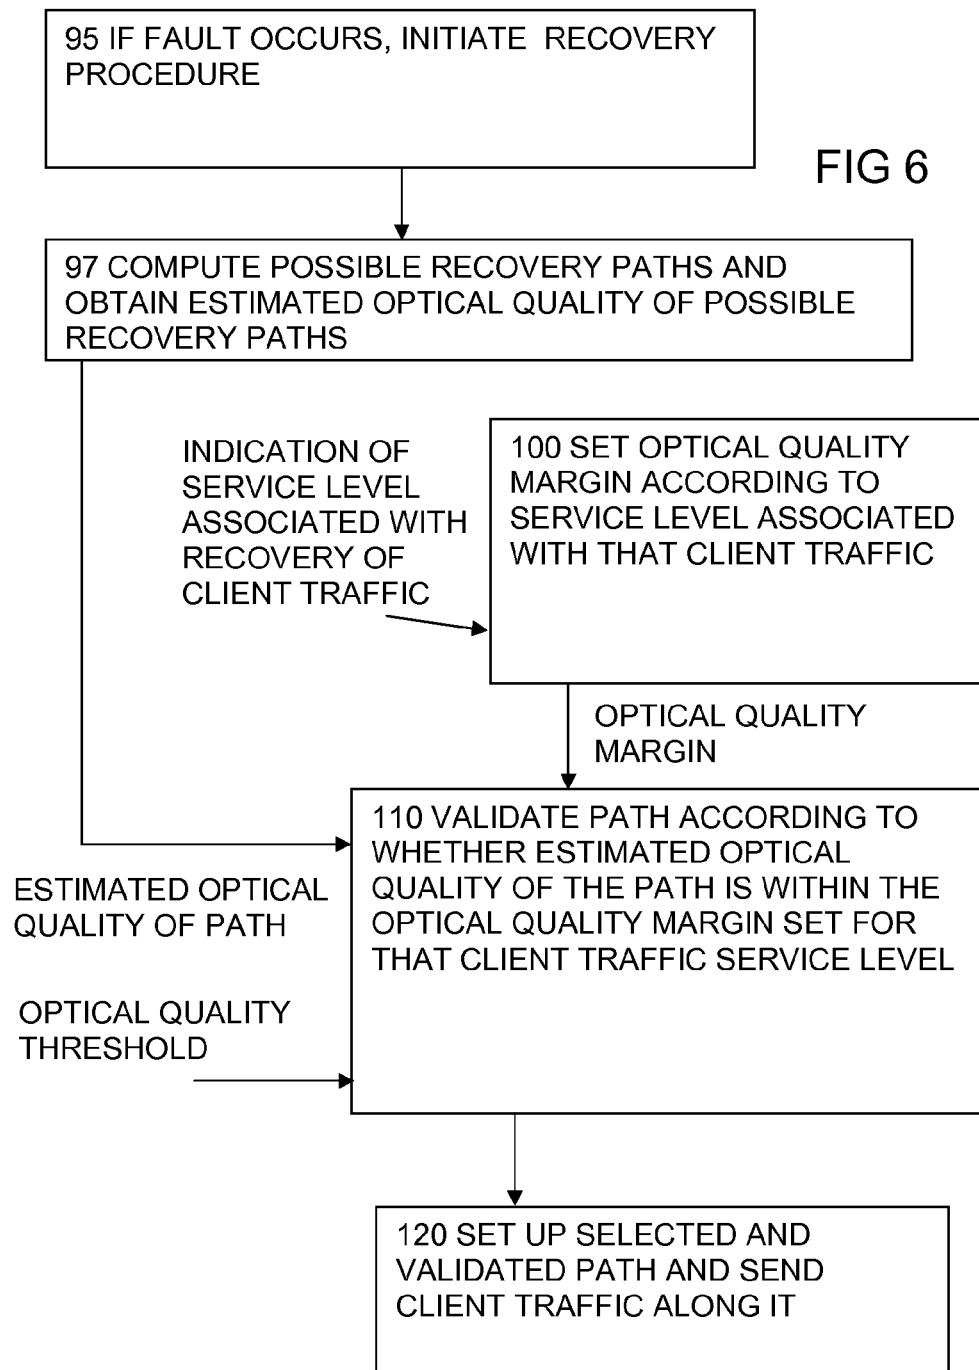 95 IF FAULT OCCURS, INITIATE RECOVERY
PROCEDURE
FIG 6
97 COMPUTE POSSIBLE RECOVERY PATHS AND
OBTAIN ESTIMATED OPTICAL QUALITY OF POSSIBLE
RECOVERY PATHS
INDICATION OF
SERVICE LEVEL
ASSOCIATED WITH
RECOVERY OF
CLIENT TRAFFIC
100 SET OPTICAL QUALITY
MARGIN ACCORDING TO
SERVICE LEVEL ASSOCIATED
WITH THAT CLIENT TRAFFIC
OPTICAL QUALITY
MARGIN
110 VALIDATE PATH ACCORDING TO
WHETHER ESTIMATED OPTICAL
QUALITY OF THE PATH IS WITHIN THE
OPTICAL QUALITY MARGIN SET FOR
THAT CLIENT TRAFFIC SERVICE LEVEL
ESTIMATED OPTICAL
QUALITY OF PATH
OPTICAL QUALITY
THRESHOLD
120 SET UP SELECTED AND
VALIDATED PATH AND SEND
CLIENT TRAFFIC ALONG IT